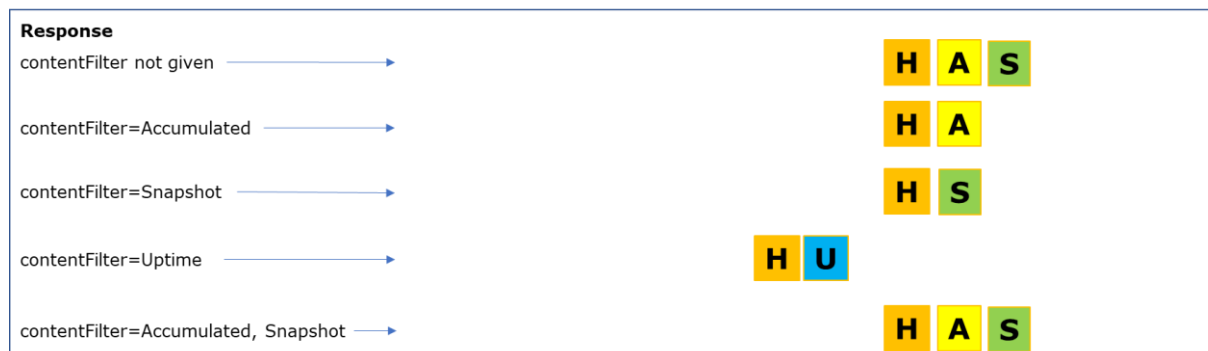 Response
contentFilter not given H A S
contentFilter=Accumulated H A
contentFilter=Snapshot H S
contentFilter=Uptime H U
contentFilter=Accumulated, Snapshot H A S